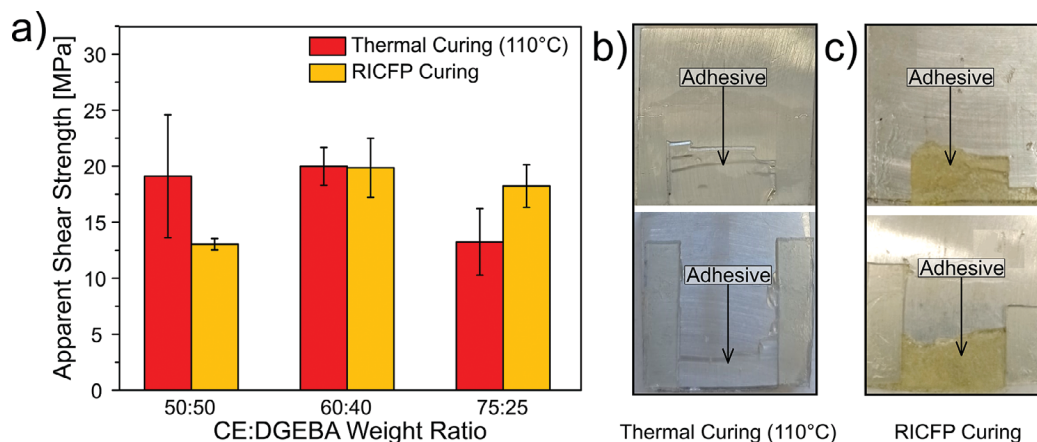 a)
Apparent Shear Strength [MPa]
30
25
20
15
10
5
0
Thermal Curing (110°C)
RICFP Curing
50:50
60:40
75:25
CE:DGEBA Weight Ratio
b)
Adhesive
Adhesive
Thermal Curing (110°C)
c)
Adhesive
Adhesive
RICFP Curing